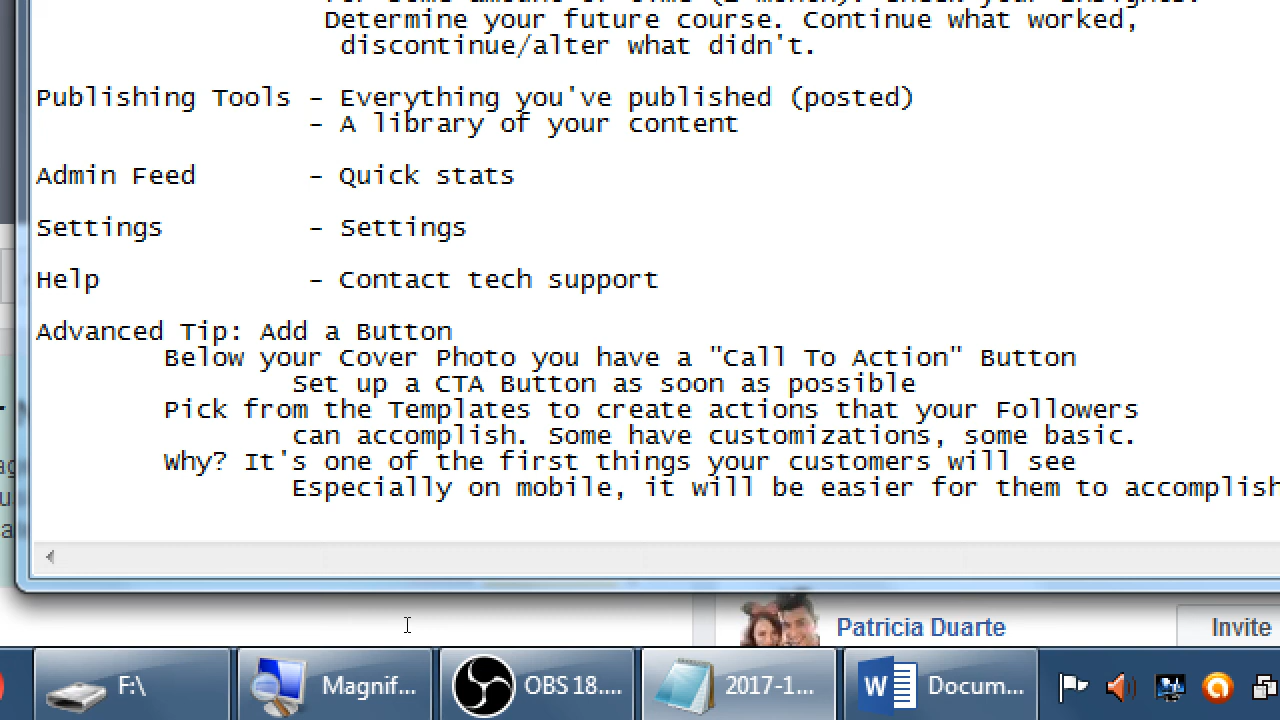 Determine your future course. Continue what worked,
discontinue/alter what didn't.
Publishing Tools - Everything you've published (posted)
- A library of your content
Admin Feed - Quick stats
Settings - Settings
Help - Contact tech support
Advanced Tip: Add a Button
Below your Cover Photo you have a "Call To Action" Button
Set up a CTA Button as soon as possible
Pick from the Templates to create actions that your Followers
can accomplish. Some have customizations, some basic.
Why? It's one of the first things your customers will see
Especially on mobile, it will be easier for them to accomplish
Patricia Duarte Invite
F:\ Magnif... OBS 18.... 2017-1... Docum...